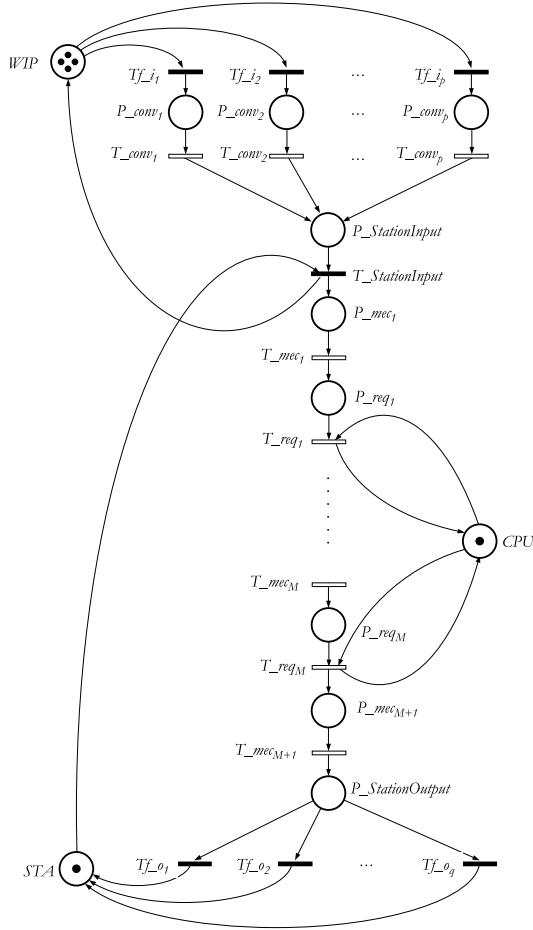 WIP Tf_i1 Tf_i2 ... Tf_ip
P_conv1 P_conv2 ... P_convp
T_conv1 T_conv2 ... T_convp
P_StationInput
T_StationInput
P_mec1
T_mec1
P_req1
T_req1
CPU
T_mecM
P_reqM
T_reqM
P_mecM+1
T_mecM+1
P_StationOutput
STA Tf_o1 Tf_o2 ... Tf_oq